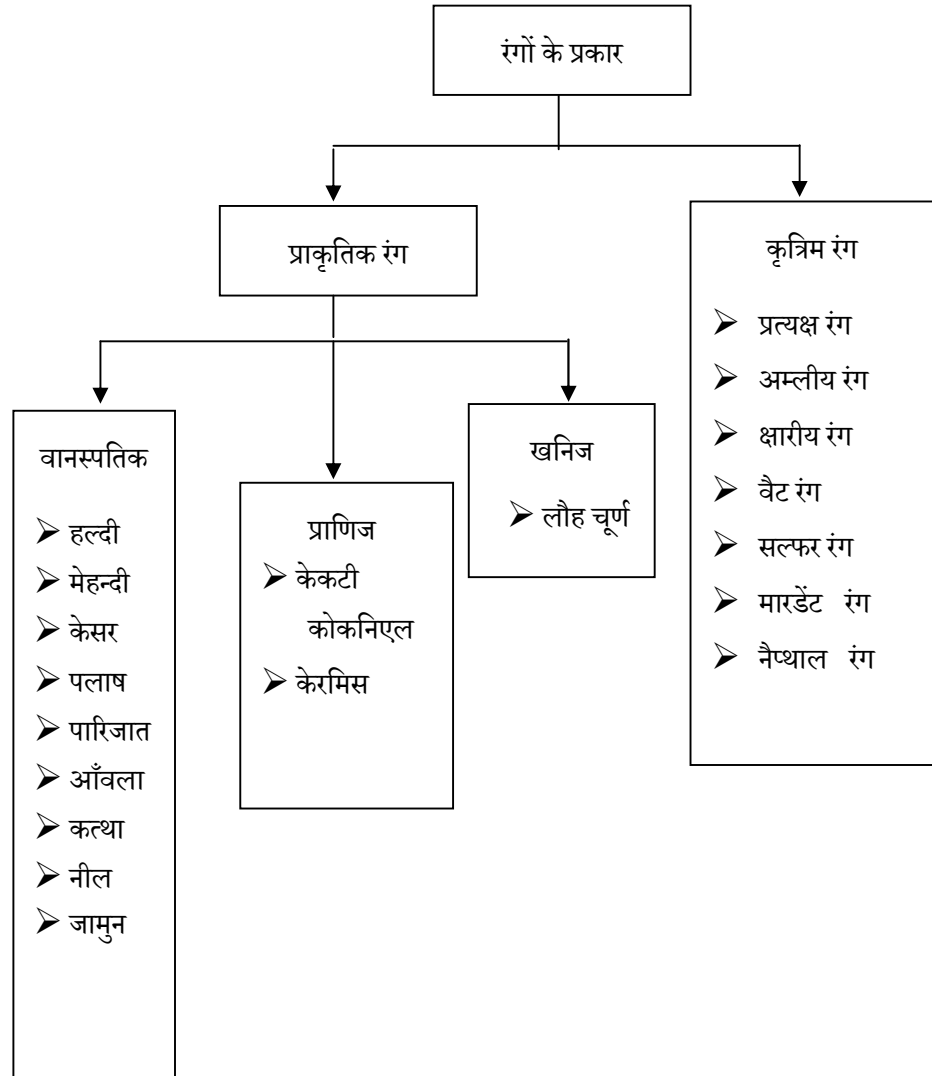 रंगों के प्रकार
प्राकृतिक रंग
कृत्रिम रंग
प्रत्यक्ष रंग
अम्लीय रंग
क्षारीय रंग
वैट रंग
सल्फर रंग
मारडेंट रंग
नैप्थाल रंग
वानस्पतिक
हल्दी
मेहन्दी
केसर
पलाष
पारिजात
आँवला
कत्था
नील
जामुन
प्राणिज
केकटी
कोकनिएल
केरमिस
खनिज
लौह चूर्ण